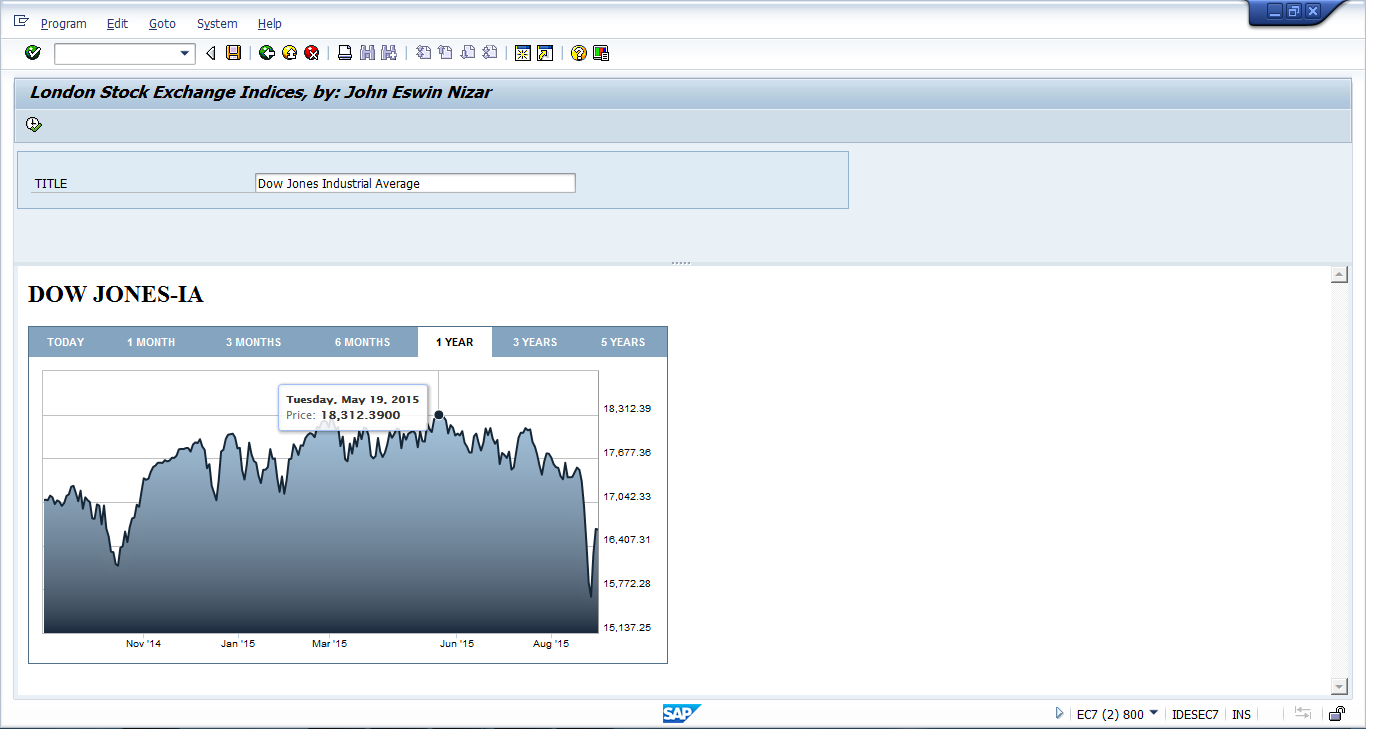 Program Edit Goto System Help
London Stock Exchange Indices, by: John Eswin Nizar
TITLE Dow Jones Industrial Average
DOW JONES-IA
TODAY 1 MONTH 3 MONTHS 6 MONTHS 1 YEAR 3 YEARS 5 YEARS
Tuesday, May 19, 2015
Price: 18,312.3900
18,312.39
17,677.36
17,042.33
16,407.31
15,772.28
15,137.25
Nov '14 Jan '15 Mar '15 Jun '15 Aug '15
SAP EC7 (2) 800 IDESEC7 INS